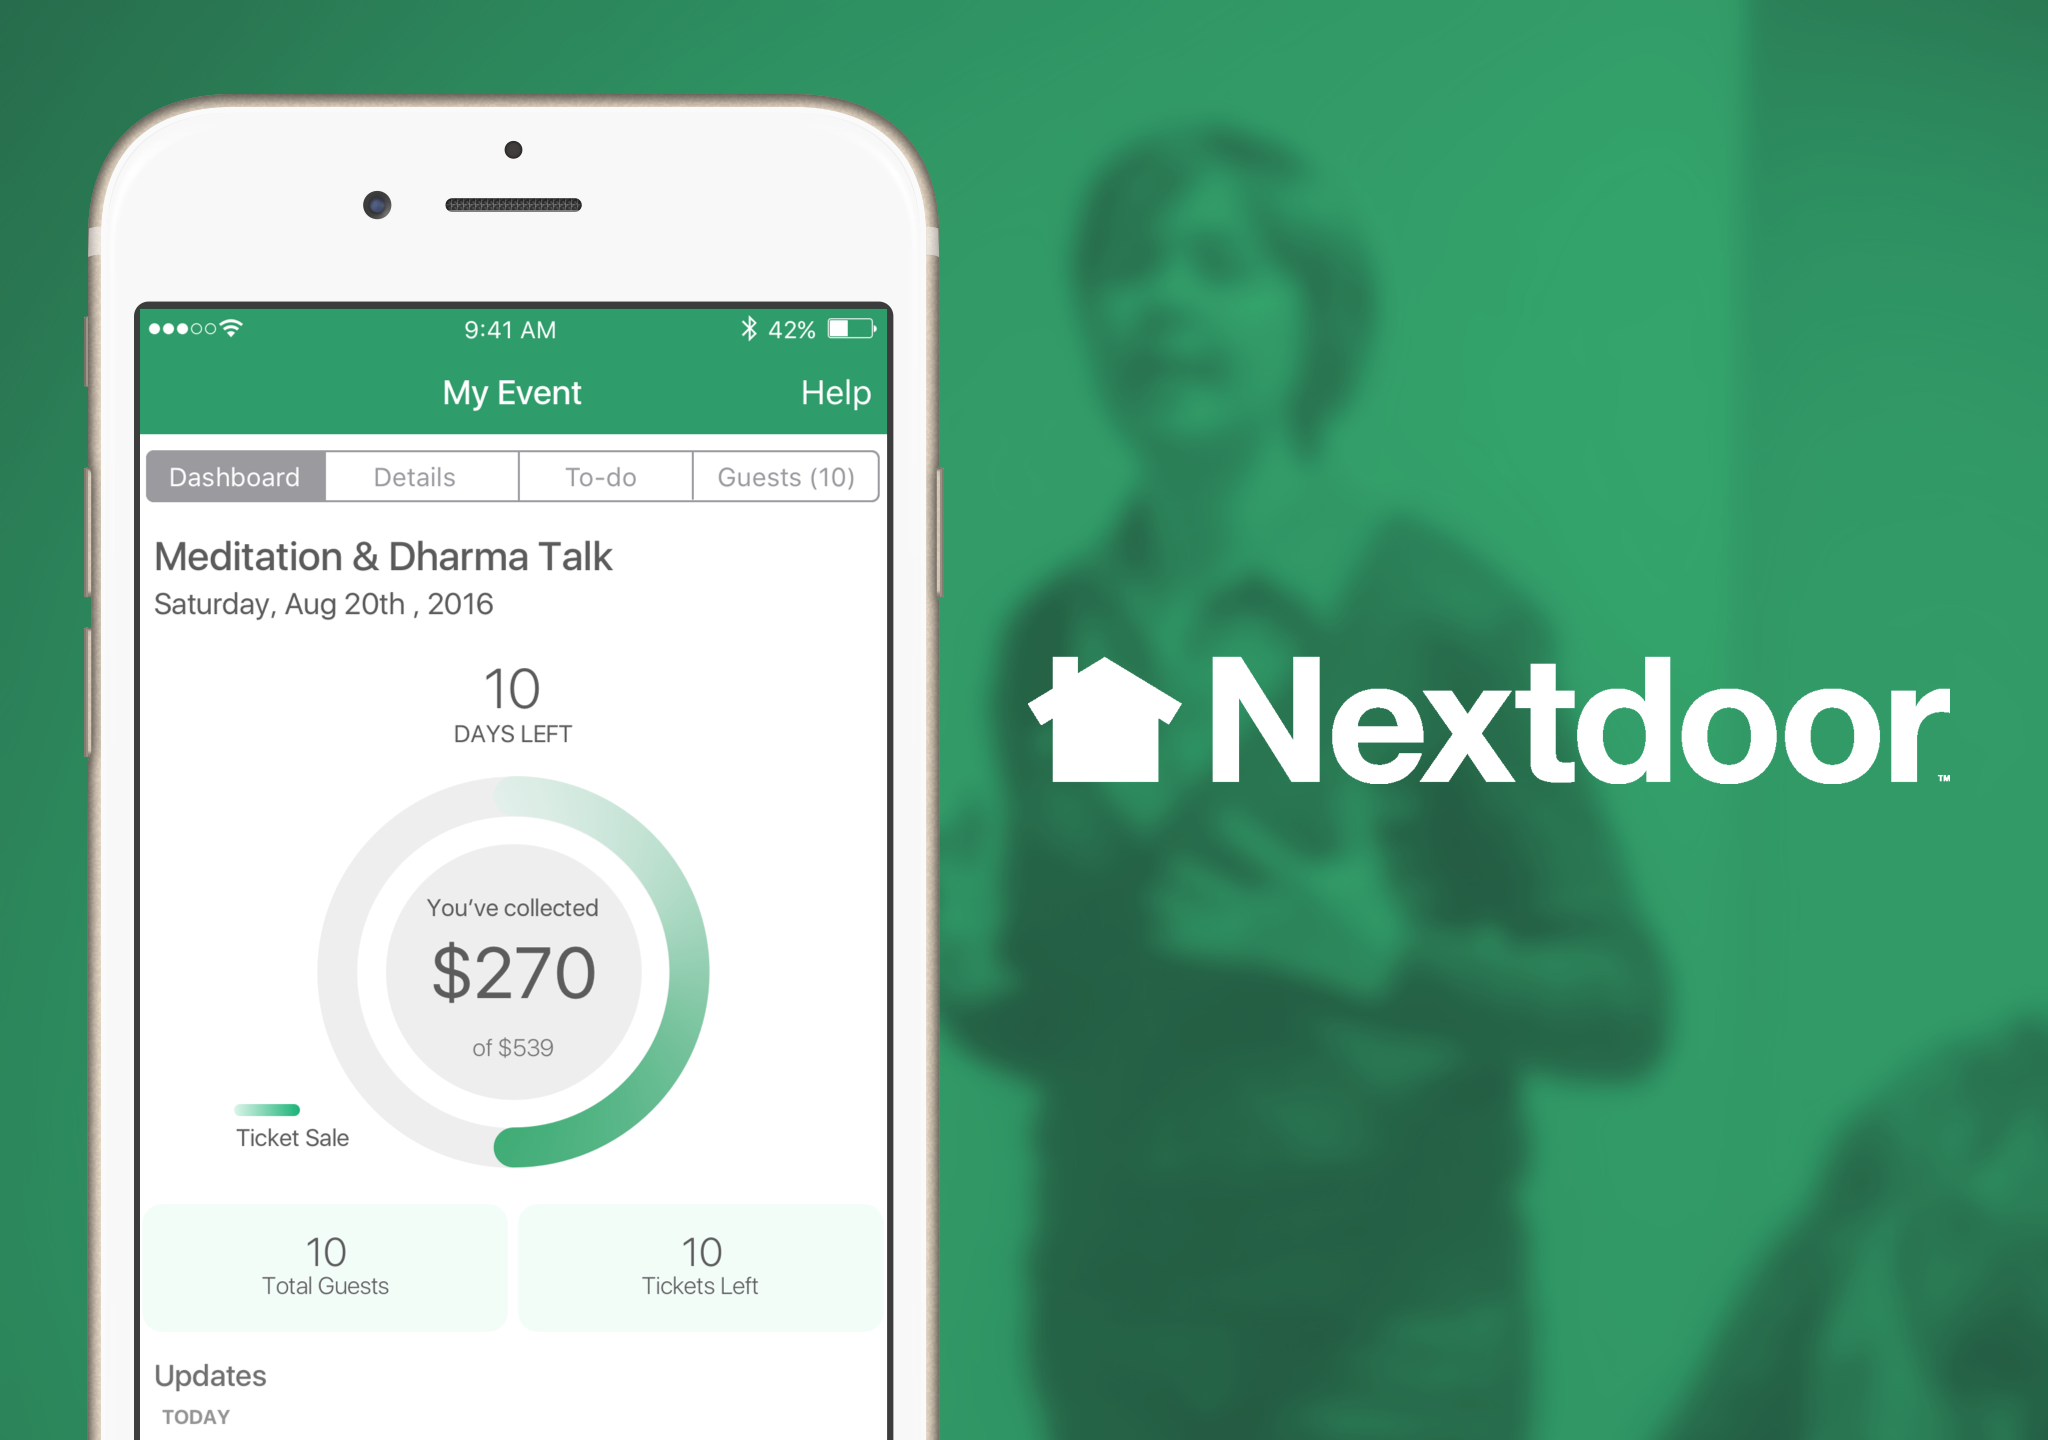 9:41 AM
42%
My Event
Help
Dashboard
Details
To-do
Guests (10)
Meditation & Dharma Talk
Saturday, Aug 20th , 2016
10
DAYS LEFT
You've collected
$270
of $539
Ticket Sale
10
Total Guests
10
Tickets Left
Updates
TODAY
Nextdoor™